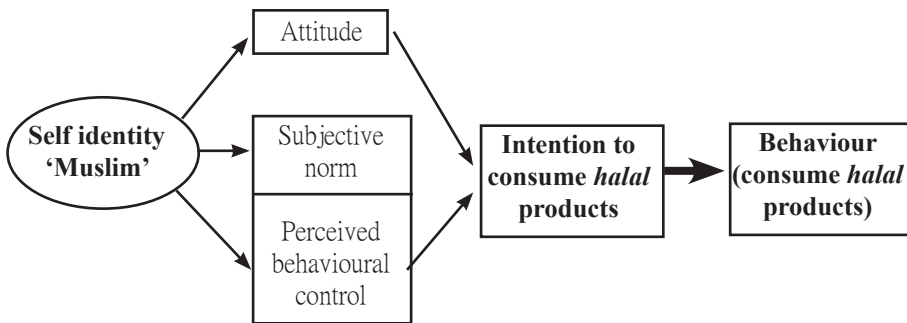 Attitude
Self identity
‘Muslim’
Subjective
norm
Perceived
behavioural
control
Intention to
consume halal
products
Behaviour
(consume halal
products)